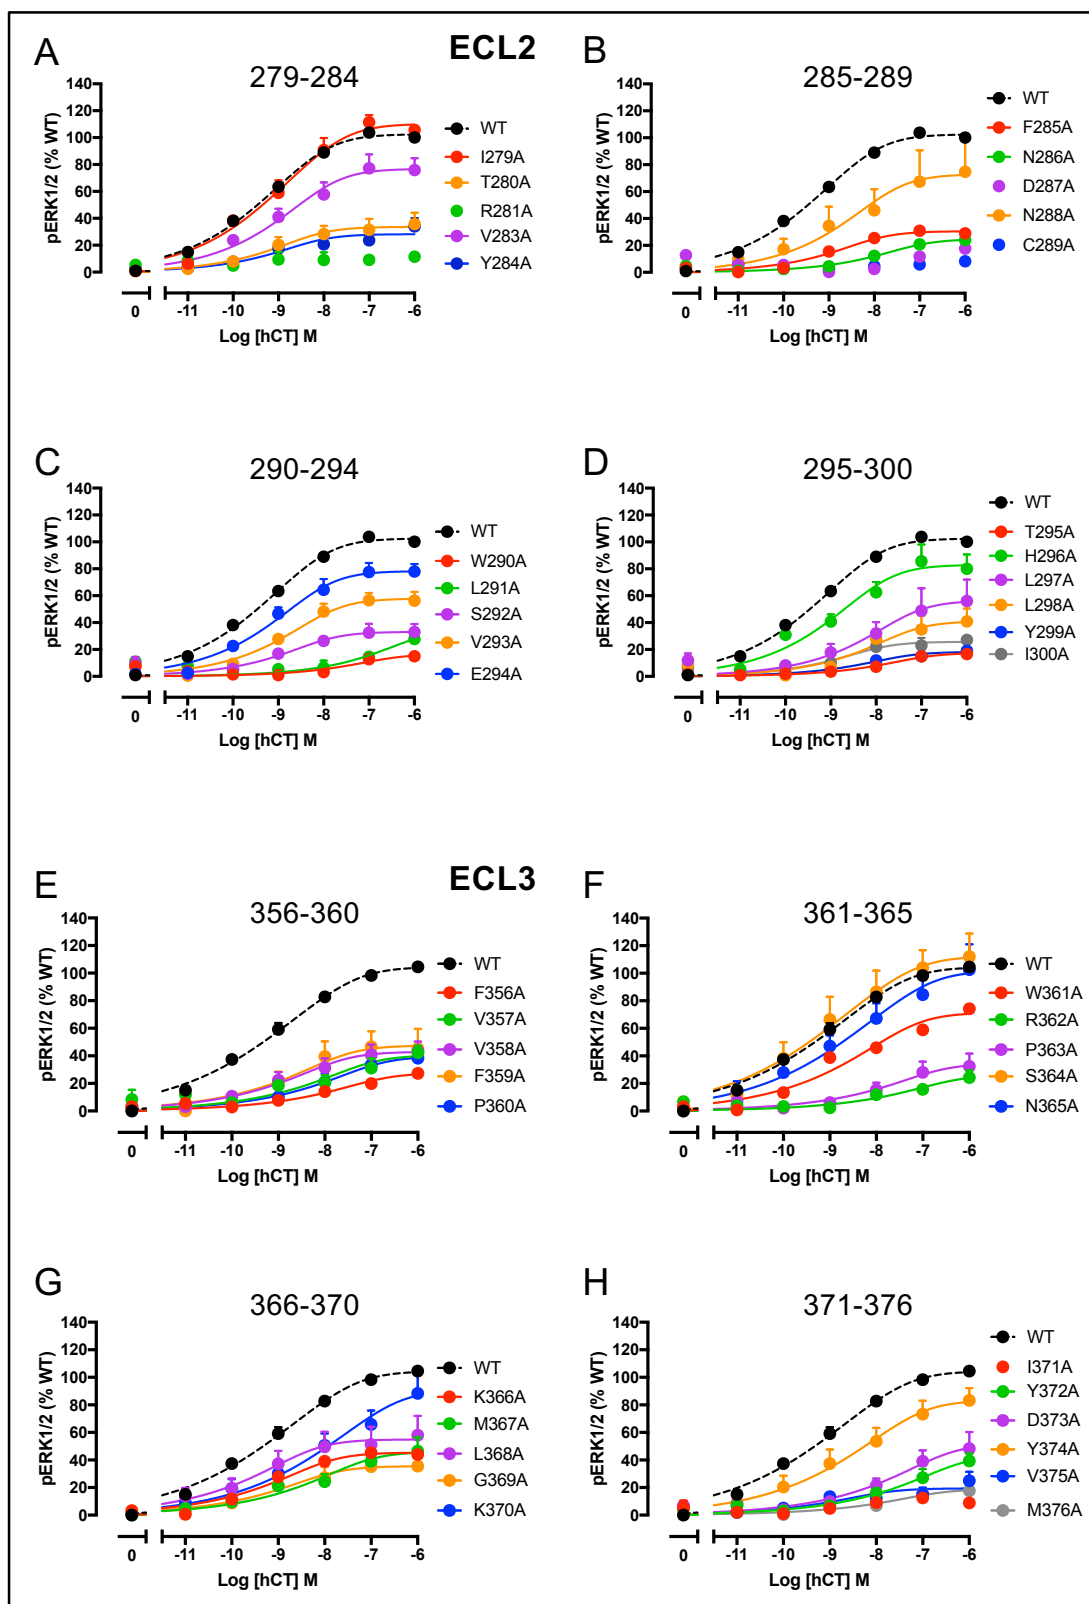 ECL2
A
279-284
pERK1/2 (% WT)
140
120
100
80
60
40
20
0
0
-11
-10
-9
-8
-7
-6
Log [hCT] M
WT
I279A
T280A
R281A
V283A
Y284A
B
285-289
pERK1/2 (% WT)
140
120
100
80
60
40
20
0
0
-11
-10
-9
-8
-7
-6
Log [hCT] M
WT
F285A
N286A
D287A
N288A
C289A
C
290-294
pERK1/2 (% WT)
140
120
100
80
60
40
20
0
0
-11
-10
-9
-8
-7
-6
Log [hCT] M
WT
W290A
L291A
S292A
V293A
E294A
D
295-300
pERK1/2 (% WT)
140
120
100
80
60
40
20
0
0
-11
-10
-9
-8
-7
-6
Log [hCT] M
WT
T295A
H296A
L297A
L298A
Y299A
I300A
ECL3
E
356-360
pERK1/2 (% WT)
140
120
100
80
60
40
20
0
0
-11
-10
-9
-8
-7
-6
Log [hCT] M
WT
F356A
V357A
V358A
F359A
P360A
F
361-365
pERK1/2 (% WT)
140
120
100
80
60
40
20
0
0
-11
-10
-9
-8
-7
-6
Log [hCT] M
WT
W361A
R362A
P363A
S364A
N365A
G
366-370
pERK1/2 (% WT)
140
120
100
80
60
40
20
0
0
-11
-10
-9
-8
-7
-6
Log [hCT] M
WT
K366A
M367A
L368A
G369A
K370A
H
371-376
pERK1/2 (% WT)
140
120
100
80
60
40
20
0
0
-11
-10
-9
-8
-7
-6
Log [hCT] M
WT
I371A
Y372A
D373A
Y374A
V375A
M376A